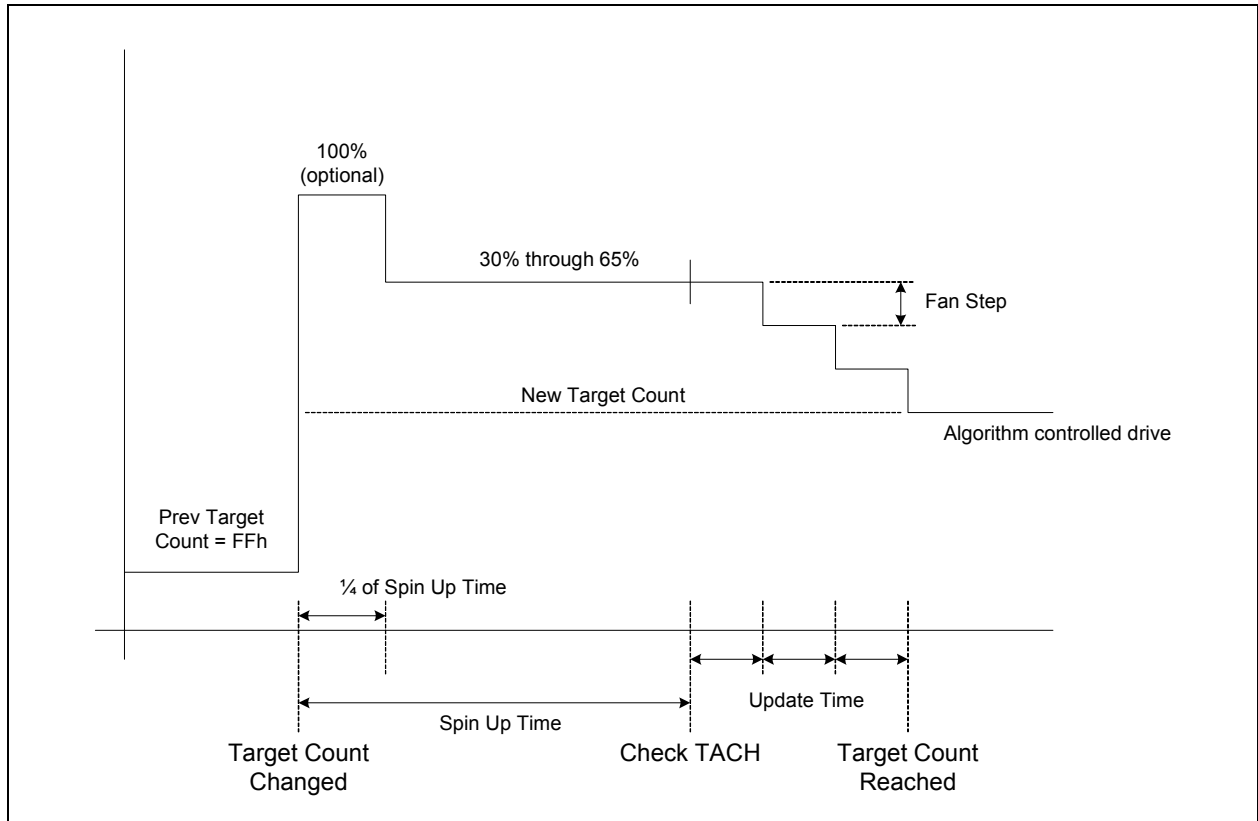 100%
(optional)
30% through 65%
Fan Step
New Target Count
Algorithm controlled drive
Prev Target
Count = FFh
¼ of Spin Up Time
Update Time
Spin Up Time
Target Count
Changed
Check TACH
Target Count
Reached